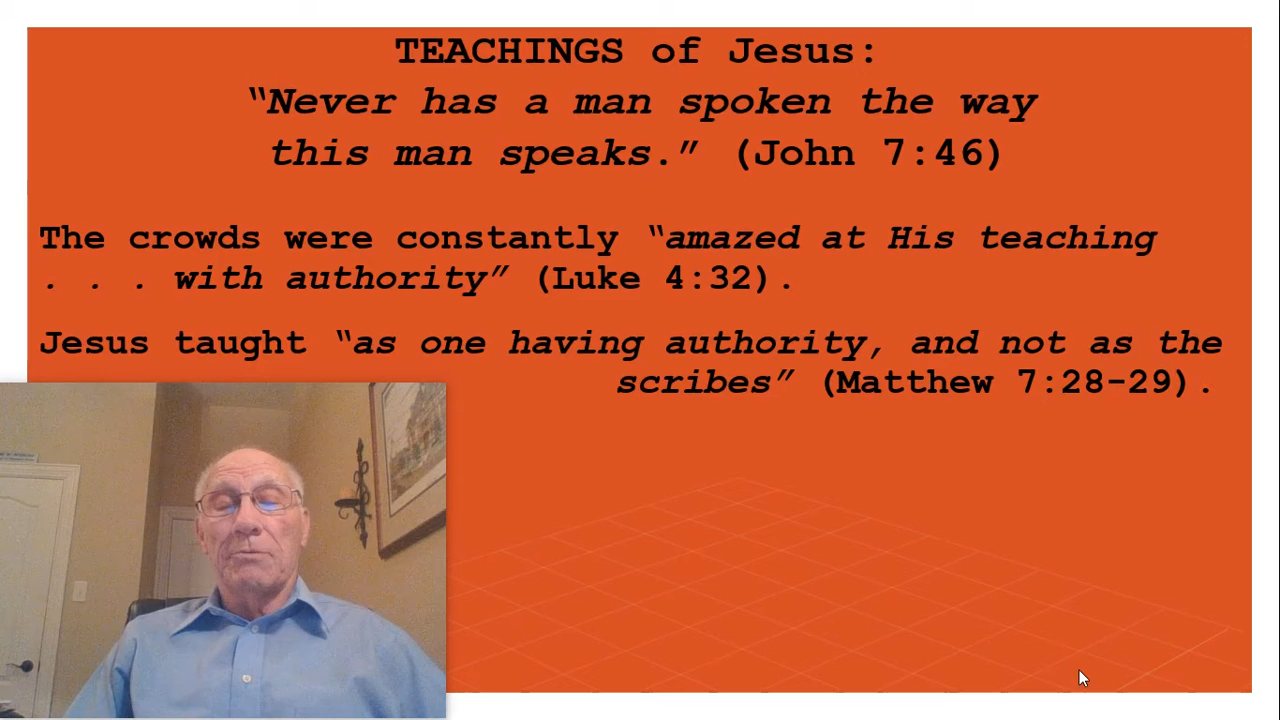 TEACHINGS of Jesus:
“Never has a man spoken the way
this man speaks.” (John 7:46)
The crowds were constantly “amazed at His teaching
. . . with authority” (Luke 4:32).
Jesus taught “as one having authority, and not as the
scribes” (Matthew 7:28-29).